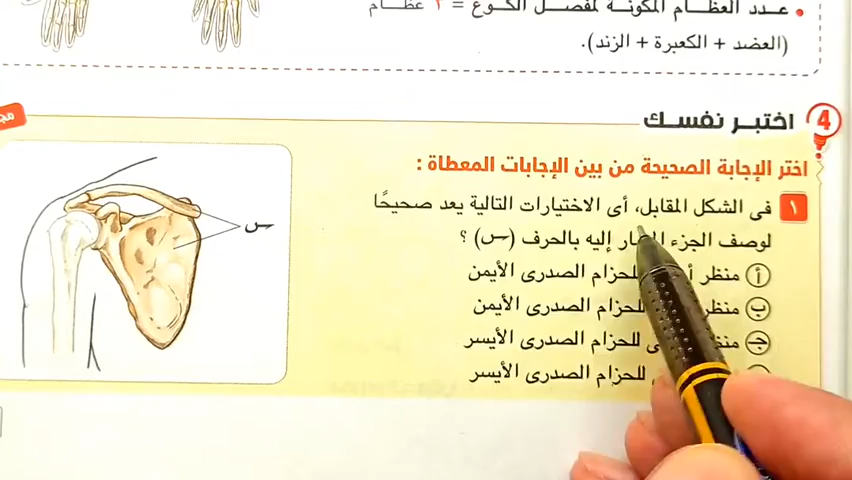 عدد العظام المكونة لمفصل الكوع = ٣ عظام
(العضد + الكعبرة + الزند).
4 اختبر نفسك
اختر الإجابة الصحيحة من بين الإجابات المعطاة :
١ فى الشكل المقابل، أى الاختيارات التالية يعد صحيحًا
لوصف الجزء إليه بالحرف (س) ؟
أ منظر للحزام الصدرى الأيمن
ب للحزام الصدرى الأيمن
جـ للحزام الصدرى الأيسر
للحزام الصدرى الأيسر
س